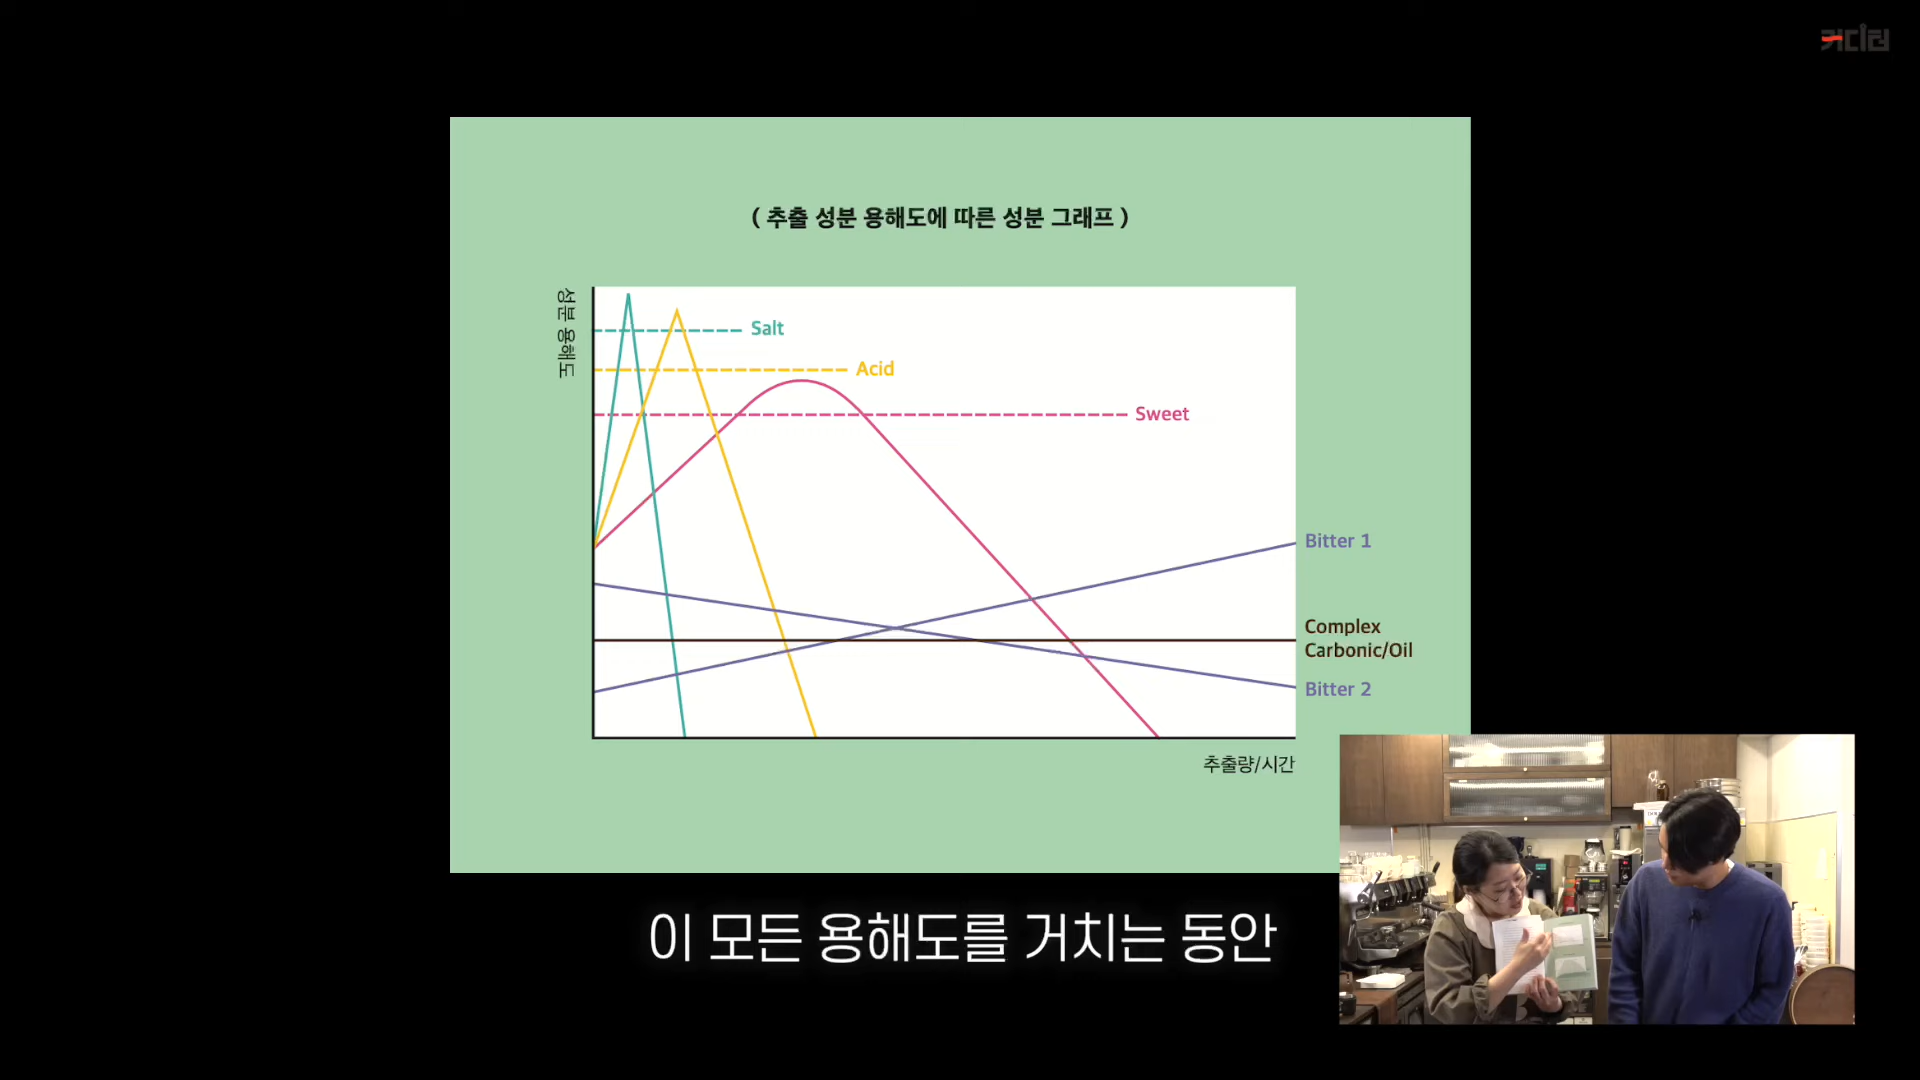 커디터
( 추출 성분 용해도에 따른 성분 그래프 )
성분 용해도
Salt
Acid
Sweet
Bitter 1
Complex
Carbonic/Oil
Bitter 2
추출량/시간
이 모든 용해도를 거치는 동안